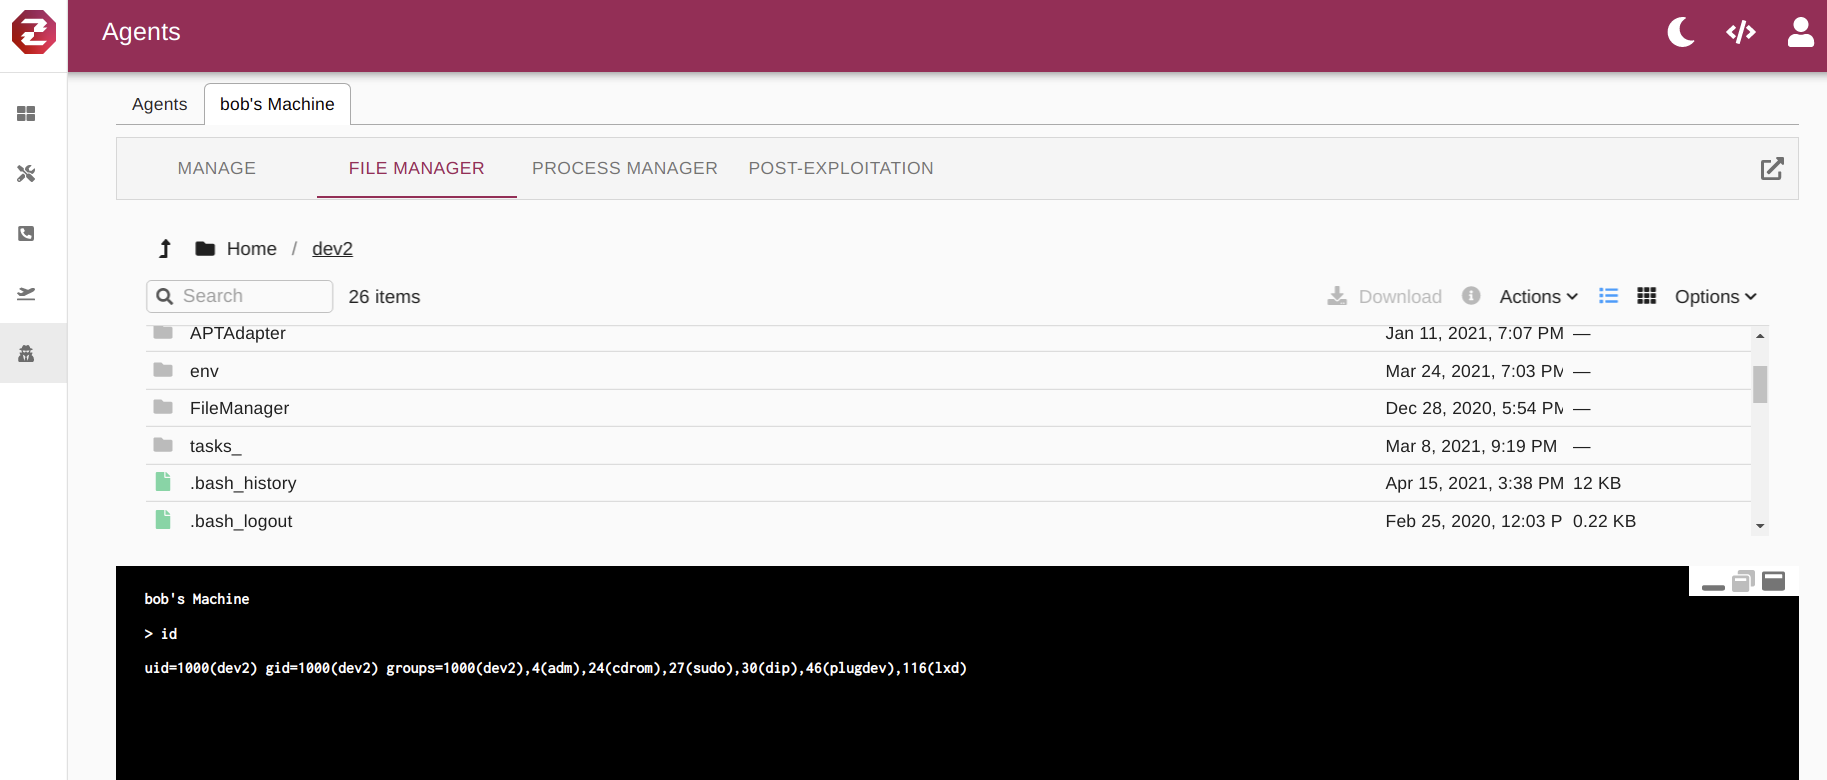 Agents
Agents bob's Machine
MANAGE FILE MANAGER PROCESS MANAGER POST-EXPLOITATION
Home / dev2
Search 26 items Download Actions Options
APTAdapter Jan 11, 2021, 7:07 PM —
env Mar 24, 2021, 7:03 PM —
FileManager Dec 28, 2020, 5:54 PM —
tasks_ Mar 8, 2021, 9:19 PM —
.bash_history Apr 15, 2021, 3:38 PM 12 KB
.bash_logout Feb 25, 2020, 12:03 P 0.22 KB
bob's Machine
> id
uid=1000(dev2) gid=1000(dev2) groups=1000(dev2),4(adm),24(cdrom),27(sudo),30(dip),46(plugdev),116(lxd)